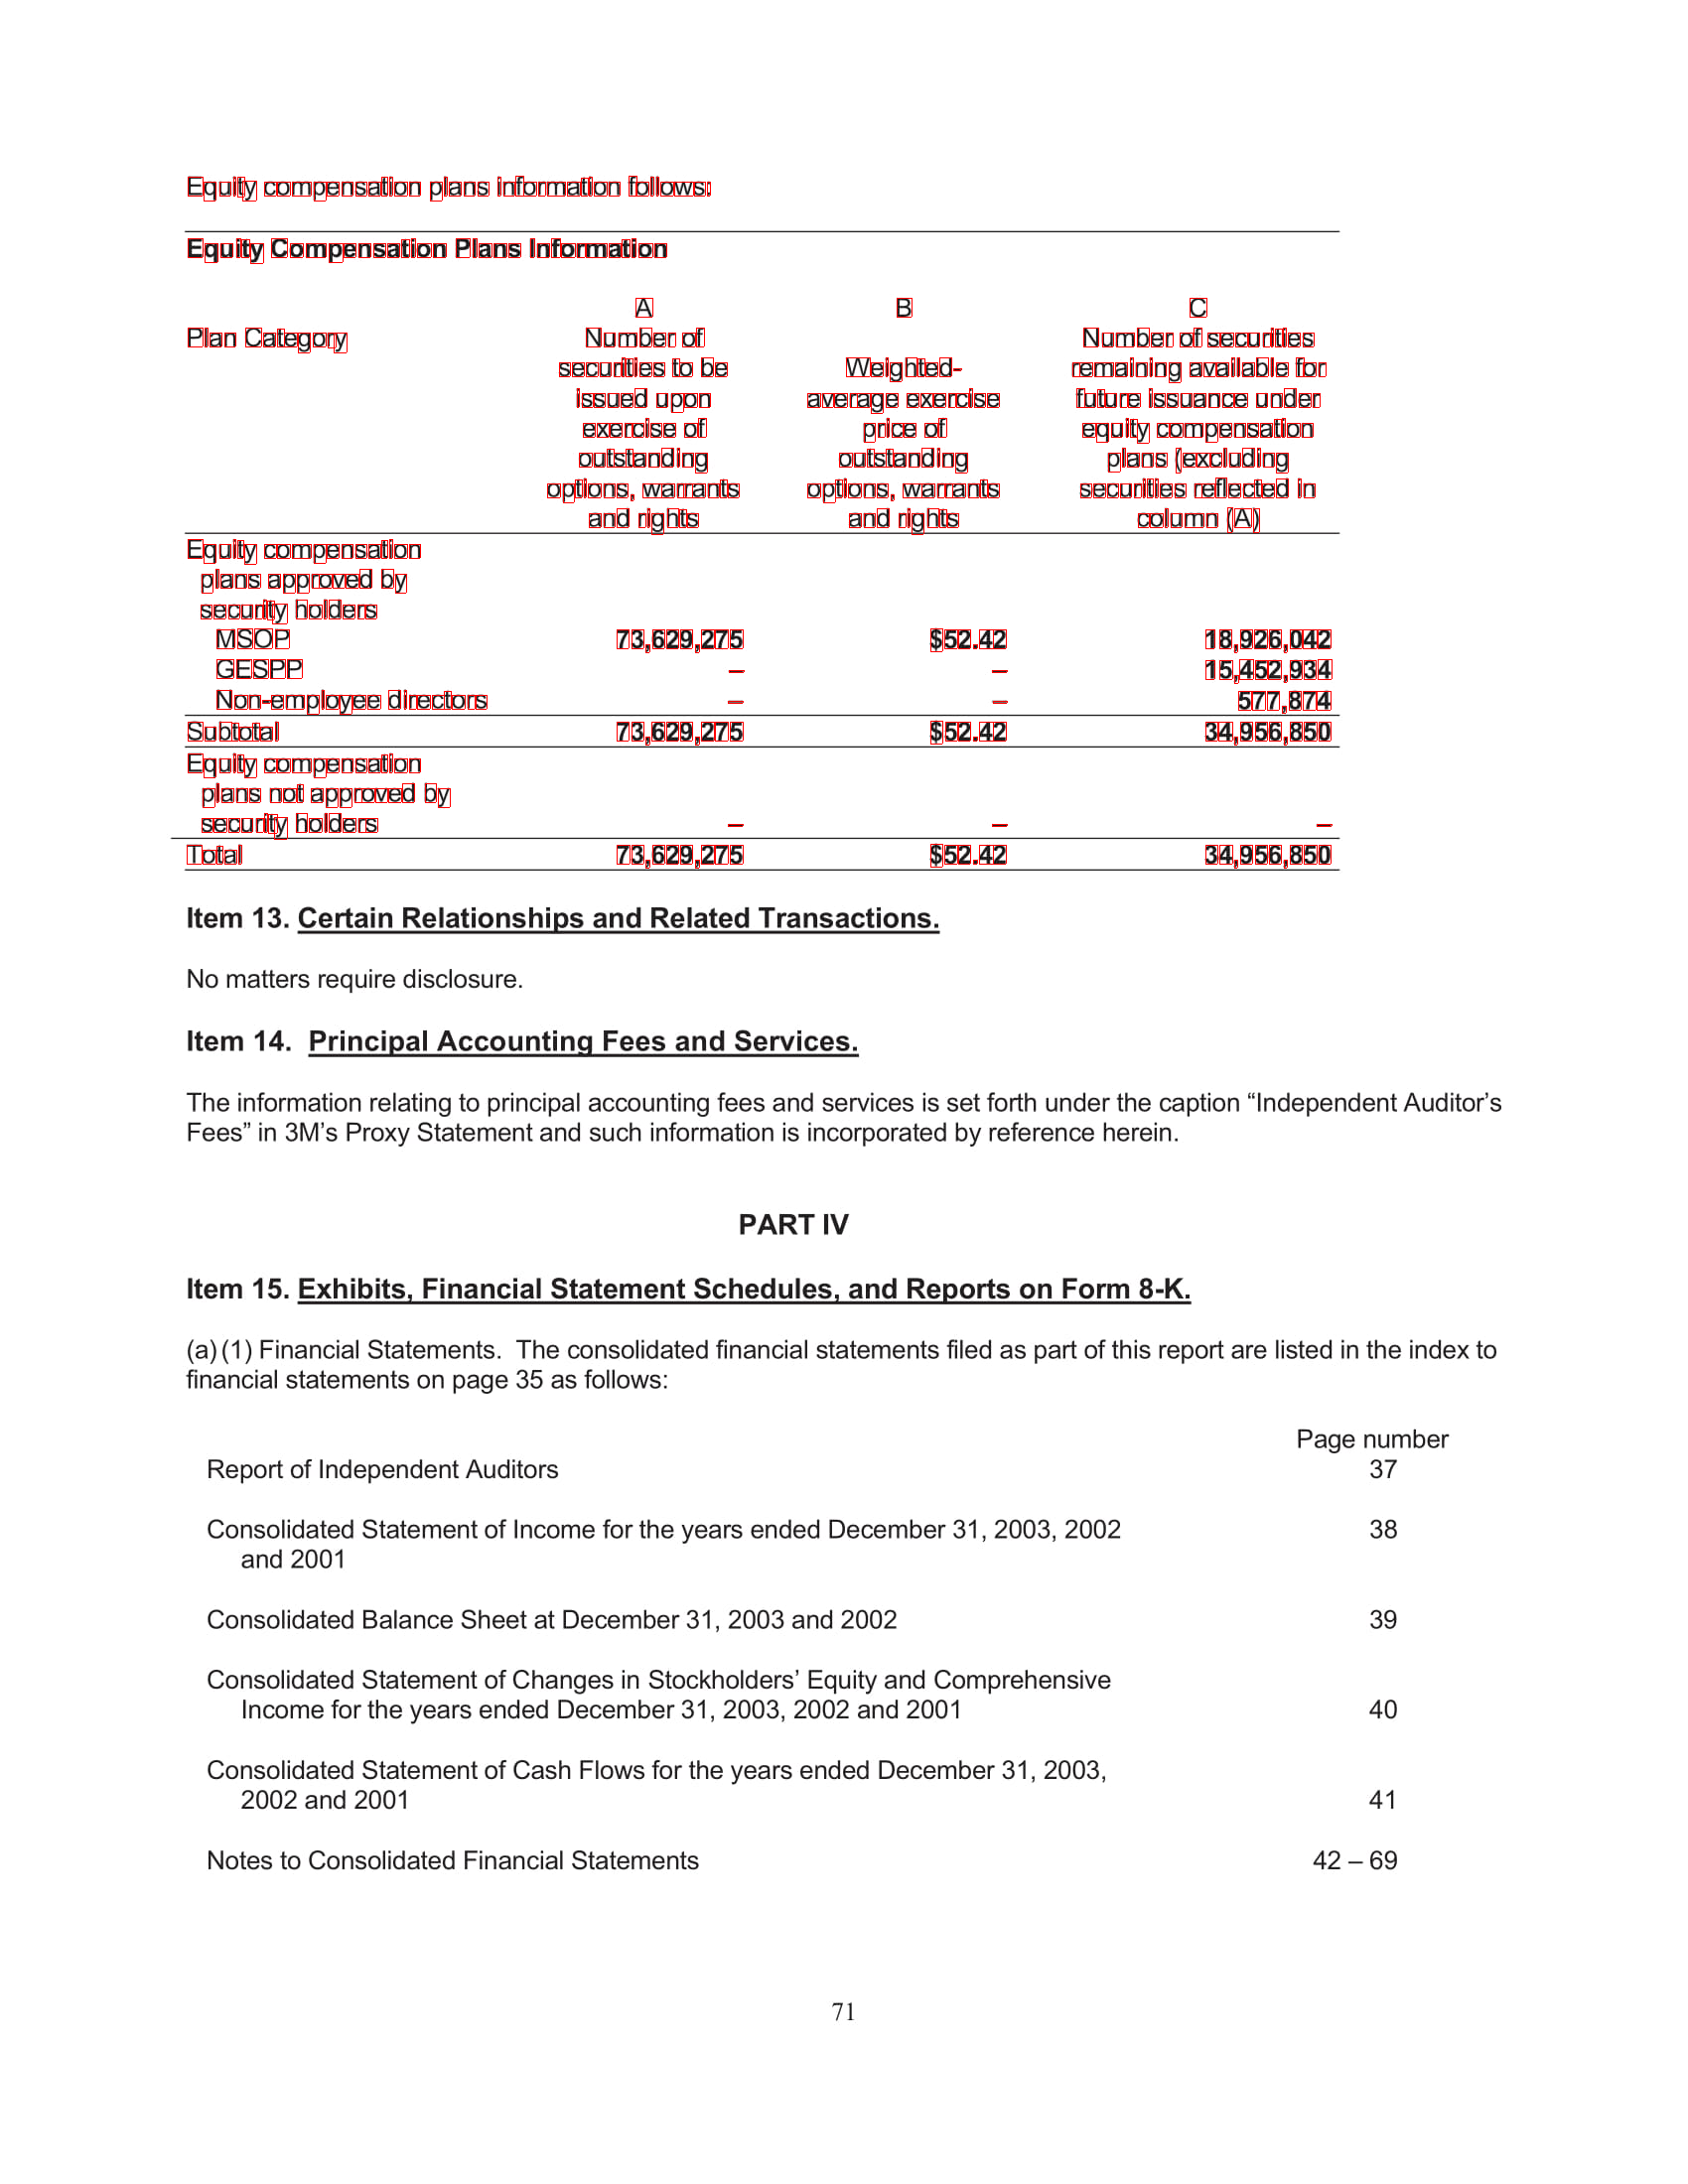 Equity compensation plans information follows:
Equity Compensation Plans Information
A B C
Plan Category Number of Number of securities
securities to be Weighted- remaining available for
issued upon average exercise future issuance under
exercise of price of equity compensation
outstanding outstanding plans (excluding
options, warrants options, warrants securities reflected in
and rights and rights column (A)
Equity compensation
plans approved by
security holders
MSOP 73,629,275 $52.42 18,926,042
GESPP – – 15,452,934
Non-employee directors – – 577,874
Subtotal 73,629,275 $52.42 34,956,850
Equity compensation
plans not approved by
security holders – – –
Total 73,629,275 $52.42 34,956,850
Item 13. Certain Relationships and Related Transactions.
No matters require disclosure.
Item 14. Principal Accounting Fees and Services.
The information relating to principal accounting fees and services is set forth under the caption “Independent Auditor’s
Fees” in 3M’s Proxy Statement and such information is incorporated by reference herein.
PART IV
Item 15. Exhibits, Financial Statement Schedules, and Reports on Form 8-K.
(a) (1) Financial Statements. The consolidated financial statements filed as part of this report are listed in the index to
financial statements on page 35 as follows:
Page number
Report of Independent Auditors 37
Consolidated Statement of Income for the years ended December 31, 2003, 2002 38
and 2001
Consolidated Balance Sheet at December 31, 2003 and 2002 39
Consolidated Statement of Changes in Stockholders’ Equity and Comprehensive
Income for the years ended December 31, 2003, 2002 and 2001 40
Consolidated Statement of Cash Flows for the years ended December 31, 2003,
2002 and 2001 41
Notes to Consolidated Financial Statements 42 – 69
71